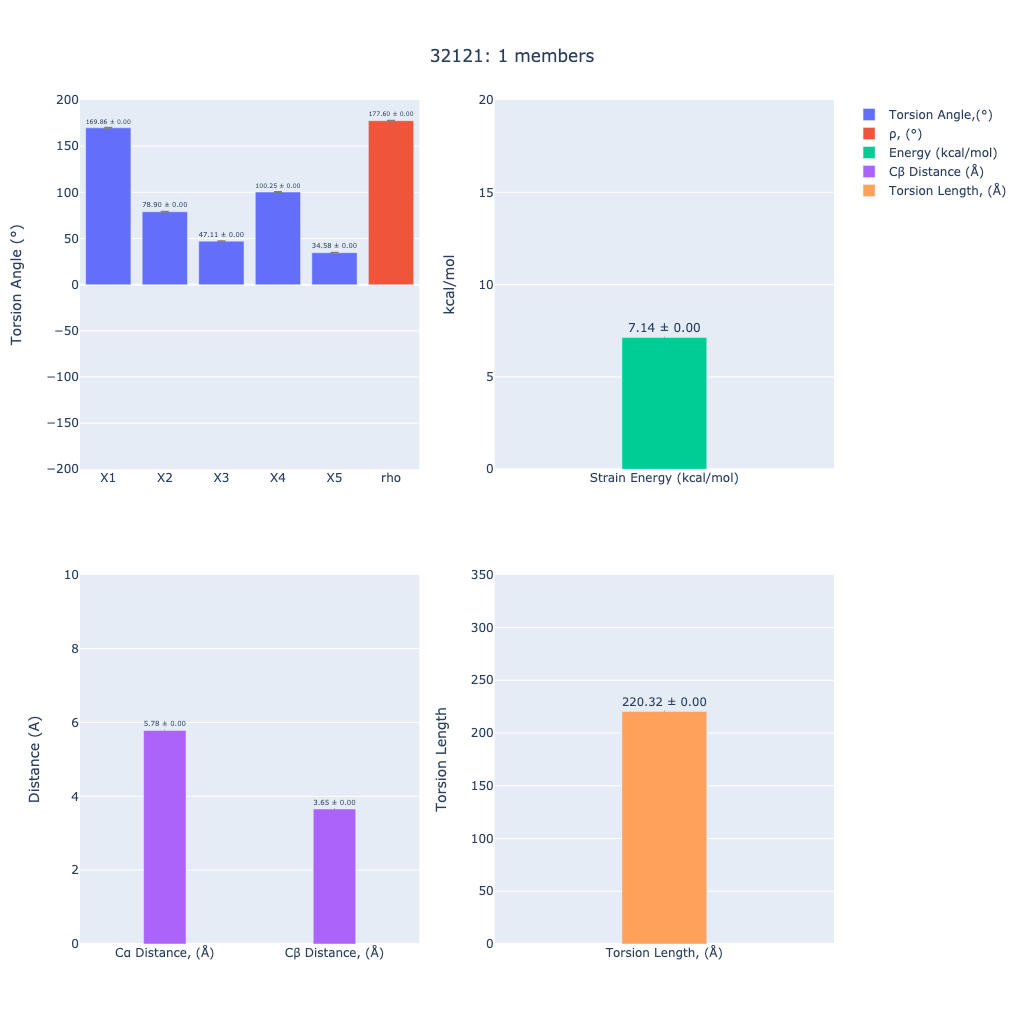 32121: 1 members
Torsion Angle (°)
200
150
100
50
0
−50
−100
−150
−200
169.86 ± 0.00
78.90 ± 0.00
47.11 ± 0.00
100.25 ± 0.00
34.58 ± 0.00
177.60 ± 0.00
X1
X2
X3
X4
X5
rho
kcal/mol
20
15
10
5
0
7.14 ± 0.00
Strain Energy (kcal/mol)
Torsion Angle,(°)
ρ, (°)
Energy (kcal/mol)
Cβ Distance (Å)
Torsion Length, (Å)
Distance (A)
10
8
6
4
2
0
5.78 ± 0.00
3.65 ± 0.00
Cα Distance, (Å)
Cβ Distance, (Å)
Torsion Length
350
300
250
200
150
100
50
0
220.32 ± 0.00
Torsion Length, (Å)